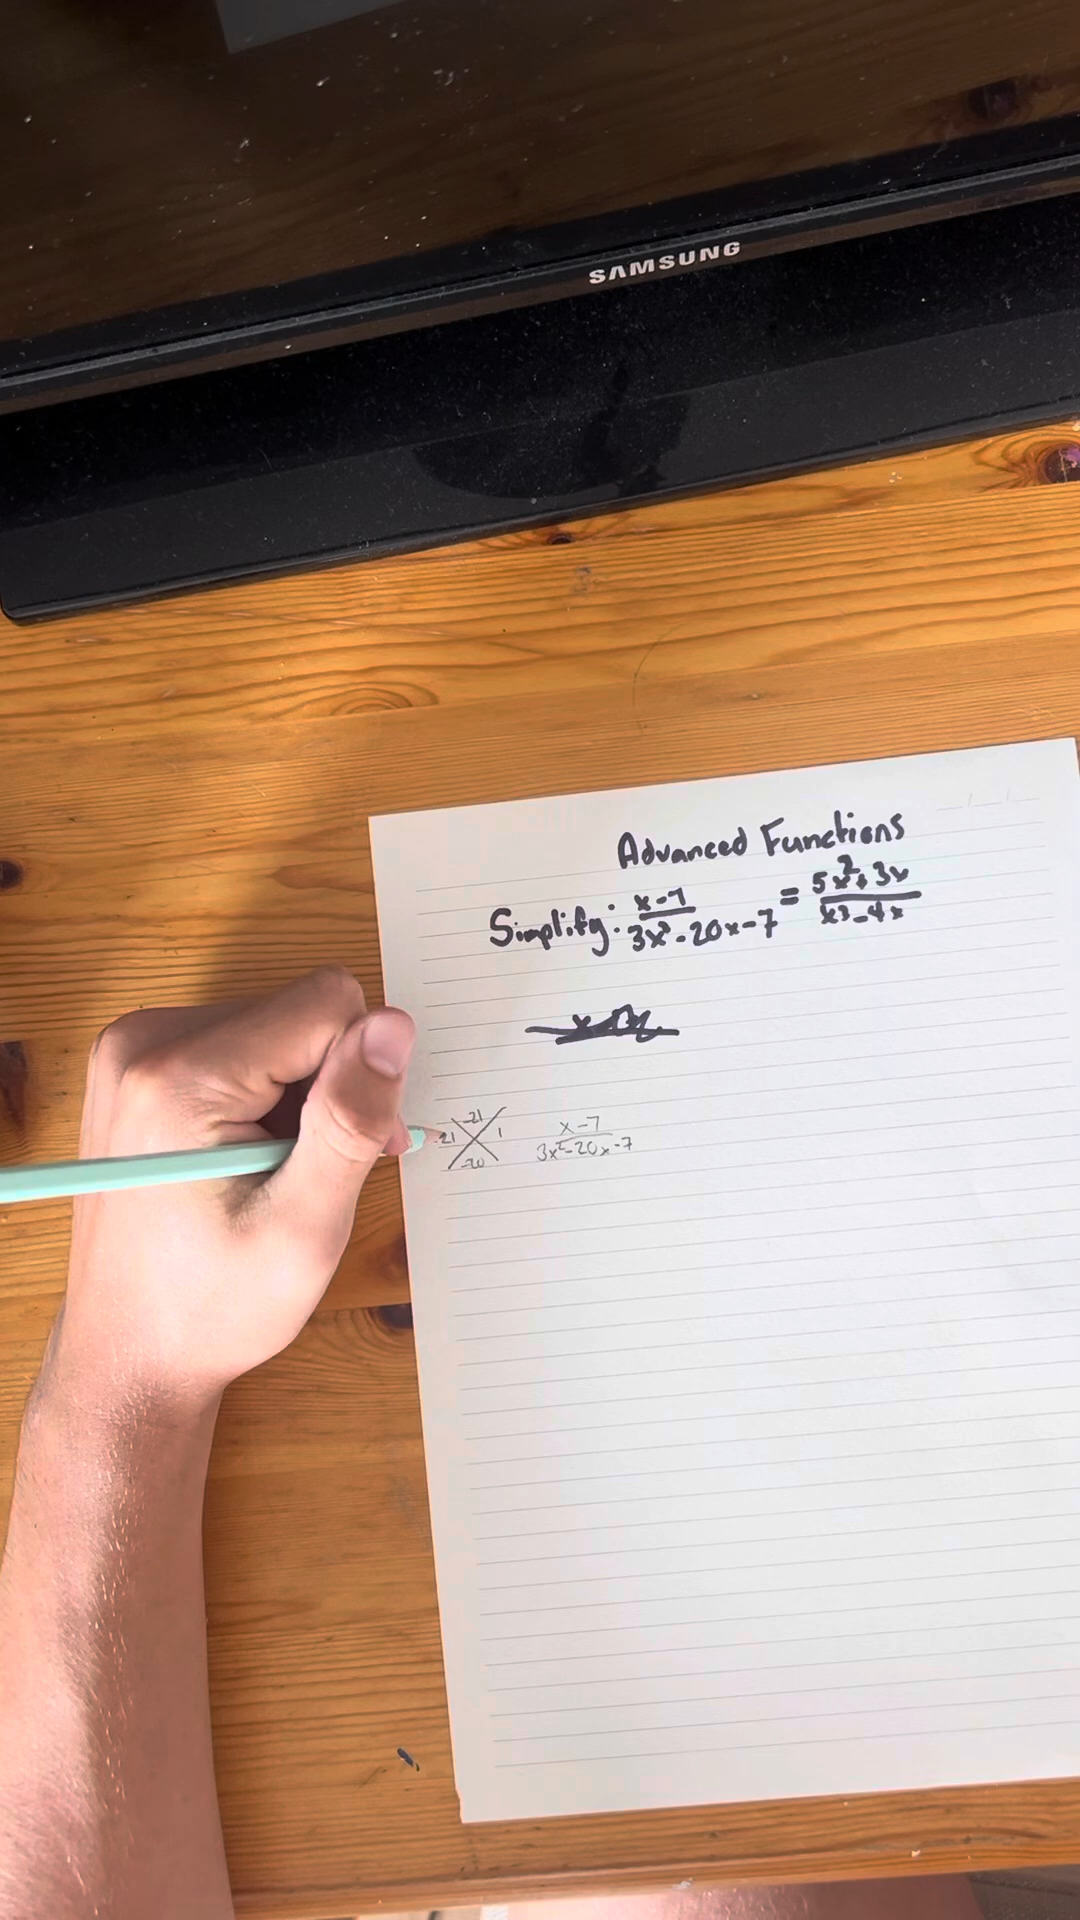 SAMSUNG
Advanced Functions
Simplify: x-7 / 3x²-20x-7 = 5x²+3x / x³-4x
-21
-21 1
-20
x-7
3x²-20x-7